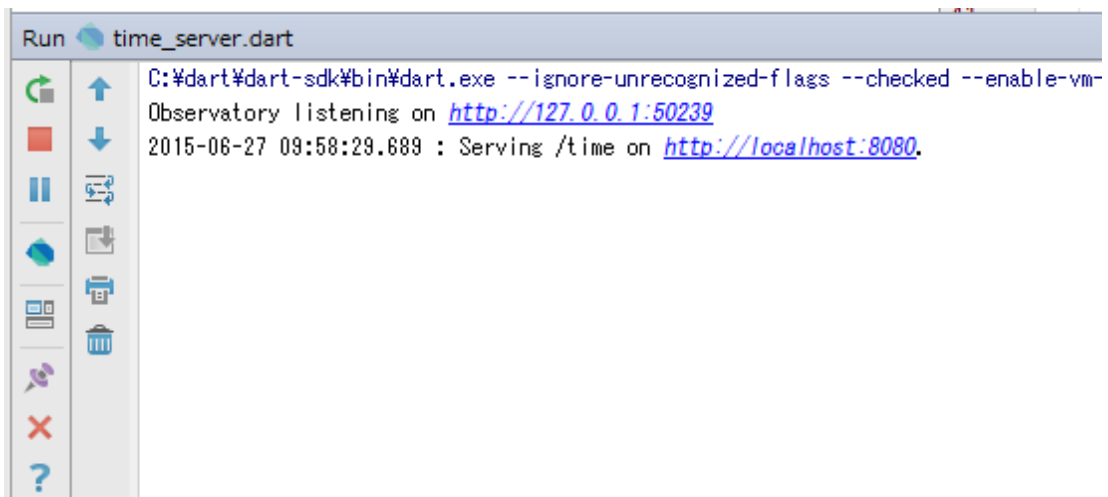 Run time_server.dart
C:¥dart¥dart-sdk¥bin¥dart.exe --ignore-unrecognized-flags --checked --enable-vm-
Observatory listening on http://127.0.0.1:50239
2015-06-27 09:58:29.689 : Serving /time on http://localhost:8080.